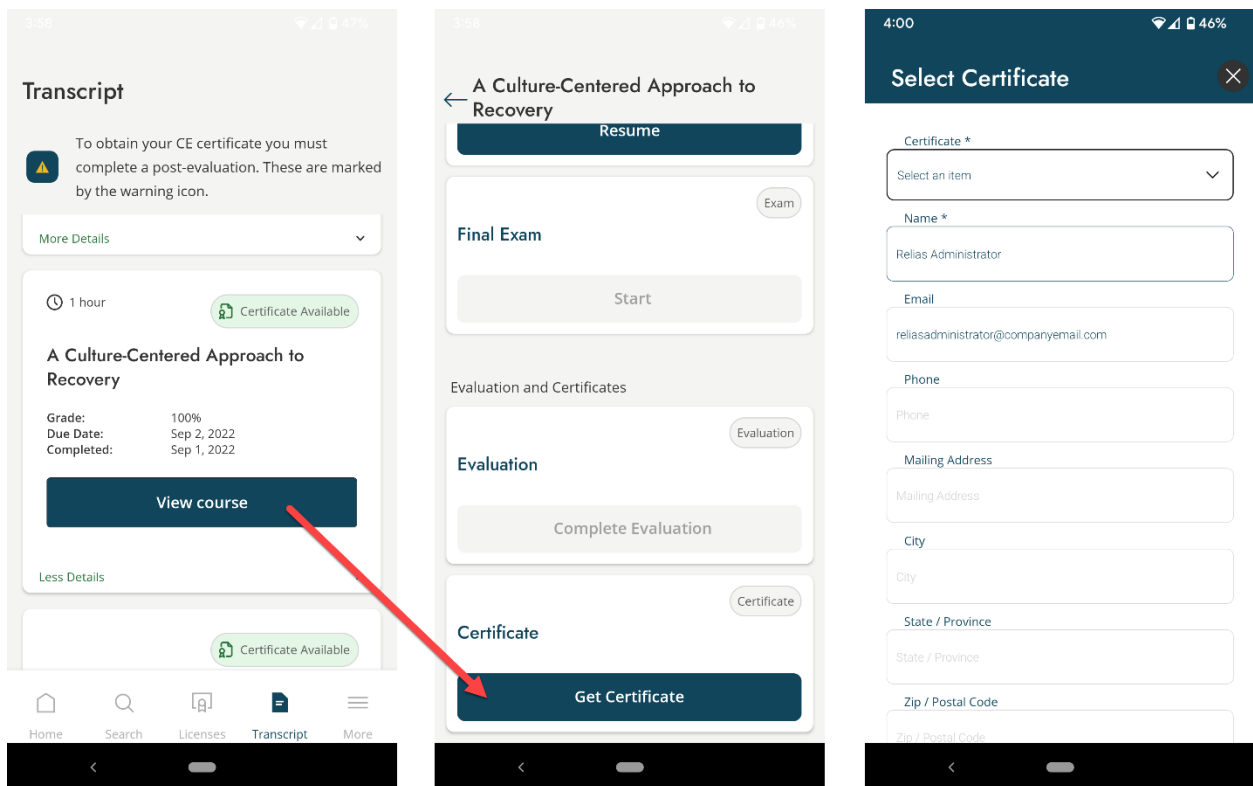 3:56
47%
Transcript
To obtain your CE certificate you must
complete a post-evaluation. These are marked
by the warning icon.
More Details
1 hour
Certificate Available
A Culture-Centered Approach to
Recovery
Grade: 100%
Due Date: Sep 2, 2022
Completed: Sep 1, 2022
View course
Less Details
Certificate Available
Home Search Licenses Transcript More
3:58
46%
A Culture-Centered Approach to
Recovery
Resume
Exam
Final Exam
Start
Evaluation and Certificates
Evaluation
Evaluation
Complete Evaluation
Certificate
Certificate
Get Certificate
4:00
46%
Select Certificate
Certificate *
Select an item
Name *
Relias Administrator
Email
reliasadministrator@companyemail.com
Phone
Phone
Mailing Address
Mailing Address
City
City
State / Province
State / Province
Zip / Postal Code
Zip / Postal Code